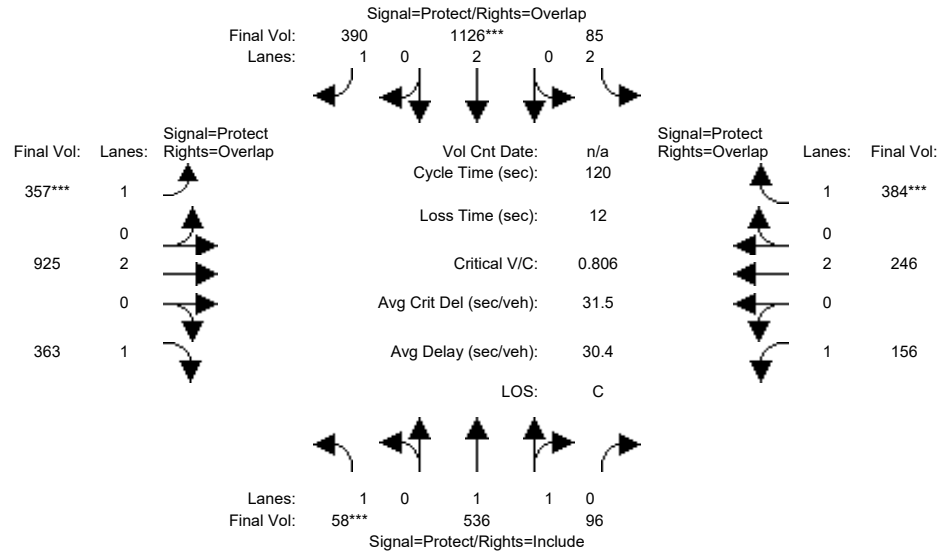 Signal=Protect/Rights=Overlap
Final Vol: 390 1126*** 85
Lanes: 1 0 2 0 2
Signal=Protect
Final Vol: Lanes: Rights=Overlap
Vol Cnt Date: n/a
Signal=Protect
Rights=Overlap Lanes: Final Vol:
Cycle Time (sec): 120
357*** 1
1 384***
Loss Time (sec): 12
0
0
925 2
Critical V/C: 0.806
2 246
0
Avg Crit Del (sec/veh): 31.5
0
363 1
Avg Delay (sec/veh): 30.4
1 156
LOS: C
Lanes: 1 0 1 1 0
Final Vol: 58*** 536 96
Signal=Protect/Rights=Include